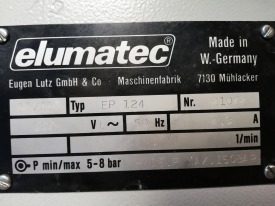 elumatec®
Made in
W.-Germany
Eugen Lutz GmbH & Co Maschinenfabrik 7130 Mühlacker
Typ EP 124 Nr.
V ~ Hz A
1/min
P min/max 5-8 bar